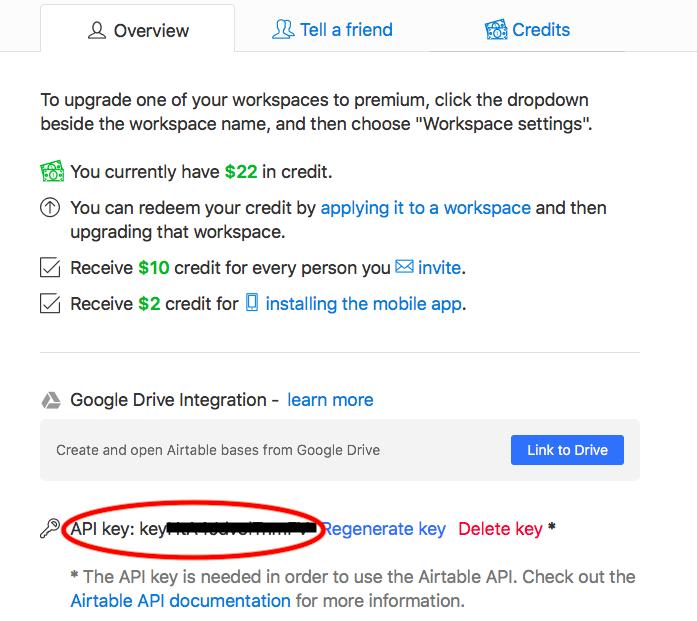 Overview
Tell a friend
Credits
To upgrade one of your workspaces to premium, click the dropdown
beside the workspace name, and then choose "Workspace settings".
You currently have $22 in credit.
You can redeem your credit by applying it to a workspace and then
upgrading that workspace.
Receive $10 credit for every person you invite.
Receive $2 credit for installing the mobile app.
Google Drive Integration - learn more
Create and open Airtable bases from Google Drive
Link to Drive
API key: key Regenerate key Delete key *
* The API key is needed in order to use the Airtable API. Check out the
Airtable API documentation for more information.